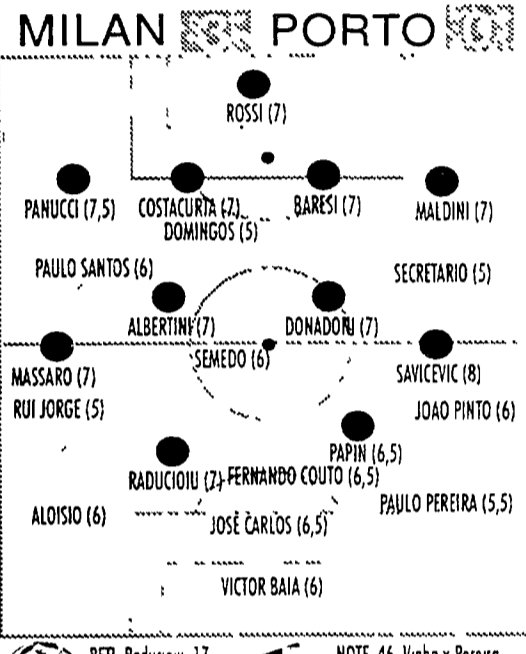 MILAN 3 PORTO 0
ROSSI (7)
PANUCCI (7,5) COSTACURTA (7) BARESI (7) MALDINI (7)
DOMINGOS (5)
PAULO SANTOS (6) SECRETARIO (5)
ALBERTINI (7) DONADONI (7)
SEMEDO (6)
MASSARO (7) SAVICEVIC (8)
RUI JORGE (5) JOAO PINTO (6)
PAPIN (6,5)
RADUCIOIU (7) FERNANDO COUTO (6,5)
PAULO PEREIRA (5,5)
ALOISIO (6)
JOSÉ CARLOS (6,5)
VICTOR BAIA (6)